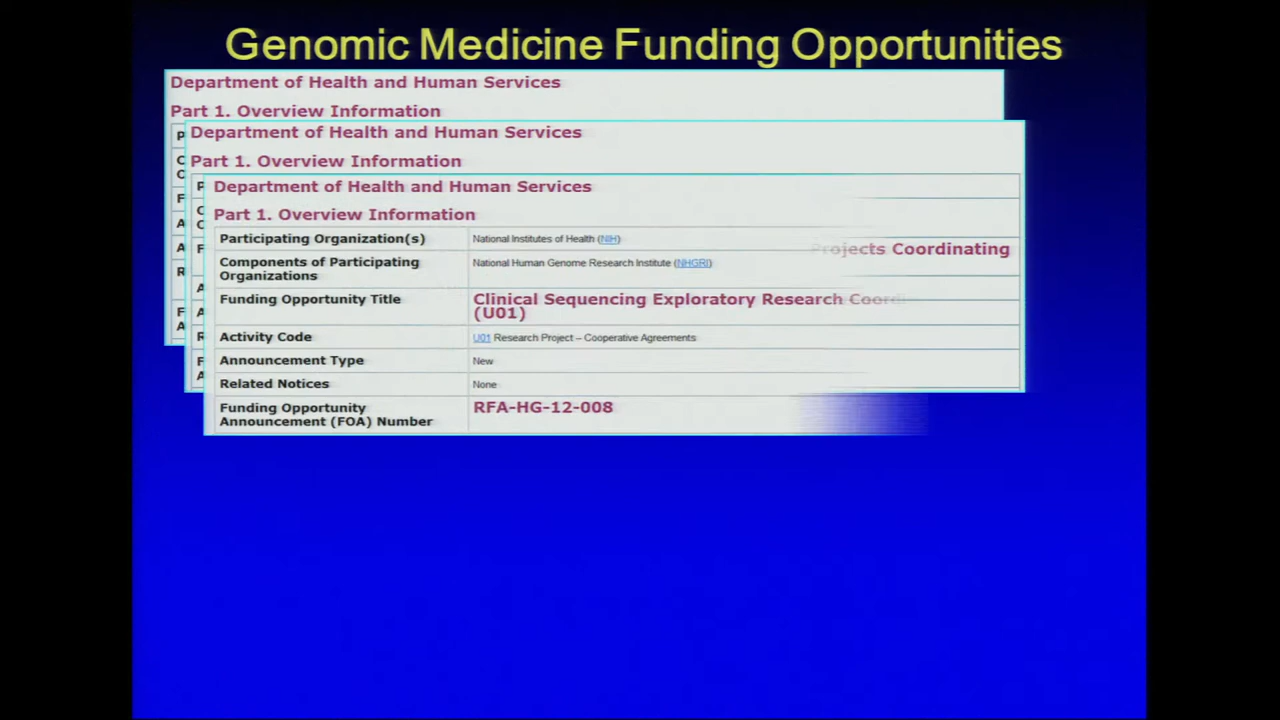 Genomic Medicine Funding Opportunities
Department of Health and Human Services
Part 1. Overview Information
Department of Health and Human Services
Part 1. Overview Information
Department of Health and Human Services
Part 1. Overview Information
Participating Organization(s) National Institutes of Health (NIH)
Projects Coordinating
Components of Participating Organizations National Human Genome Research Institute (NHGRI)
Funding Opportunity Title Clinical Sequencing Exploratory Research
(U01)
Activity Code U01 Research Project – Cooperative Agreements
Announcement Type New
Related Notices None
Funding Opportunity RFA-HG-12-008
Announcement (FOA) Number